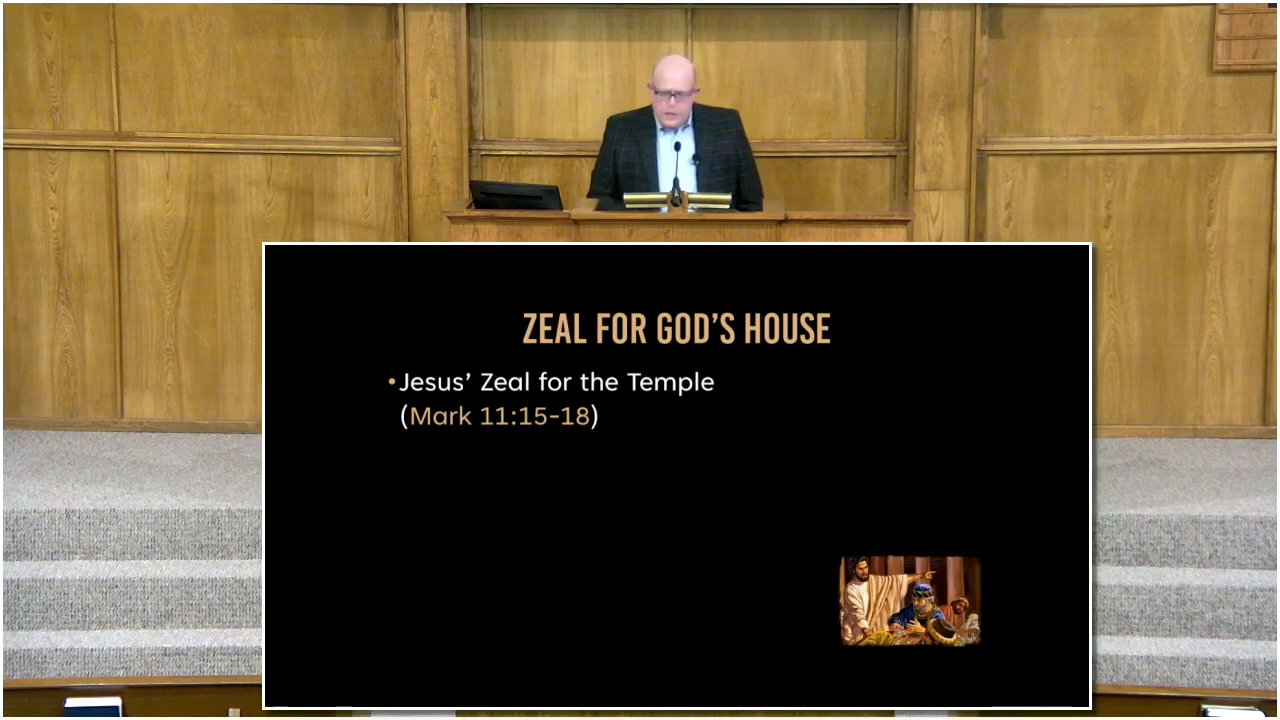 ZEAL FOR GOD’S HOUSE
•Jesus’ Zeal for the Temple
(Mark 11:15-18)